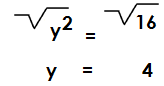 √y² = √16
y = 4